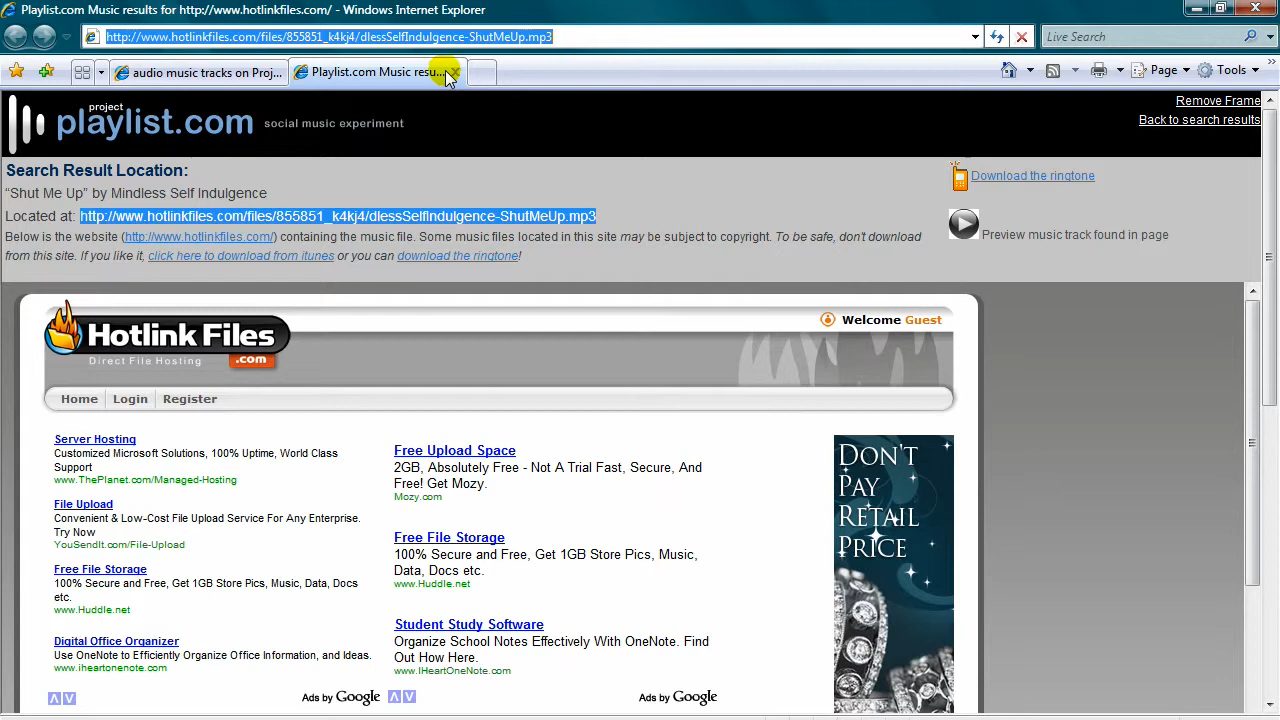 Playlist.com Music results for http://www.hotlinkfiles.com/ - Windows Internet Explorer
http://www.hotlinkfiles.com/files/855851_k4kj4/dlessSelfIndulgence-ShutMeUp.mp3
Live Search
audio music tracks on Proj...
Playlist.com Music resu...
Page
Tools
project
playlist.com
social music experiment
Remove Frame
Back to search results
Search Result Location:
“Shut Me Up” by Mindless Self Indulgence
Located at: http://www.hotlinkfiles.com/files/855851_k4kj4/dlessSelfIndulgence-ShutMeUp.mp3
Below is the website (http://www.hotlinkfiles.com/) containing the music file. Some music files located in this site may be subject to copyright. To be safe, don't download
from this site. If you like it, click here to download from itunes or you can download the ringtone!
Download the ringtone
Preview music track found in page
Hotlink Files
.com
Direct File Hosting
Welcome Guest
Home
Login
Register
Server Hosting
Customized Microsoft Solutions, 100% Uptime, World Class
Support
www.ThePlanet.com/Managed-Hosting
File Upload
Convenient & Low-Cost File Upload Service For Any Enterprise.
Try Now
YouSendIt.com/File-Upload
Free File Storage
100% Secure and Free, Get 1GB Store Pics, Music, Data, Docs
etc.
www.Huddle.net
Digital Office Organizer
Use OneNote to Efficiently Organize Office Information, and Ideas.
www.iheartonenote.com
Ads by Google
Free Upload Space
2GB, Absolutely Free - Not A Trial Fast, Secure, And
Free! Get Mozy.
Mozy.com
Free File Storage
100% Secure and Free, Get 1GB Store Pics, Music,
Data, Docs etc.
www.Huddle.net
Student Study Software
Organize School Notes Effectively With OneNote. Find
Out How Here.
www.IHeartOneNote.com
Ads by Google
DON'T
PAY
RETAIL
PRICE